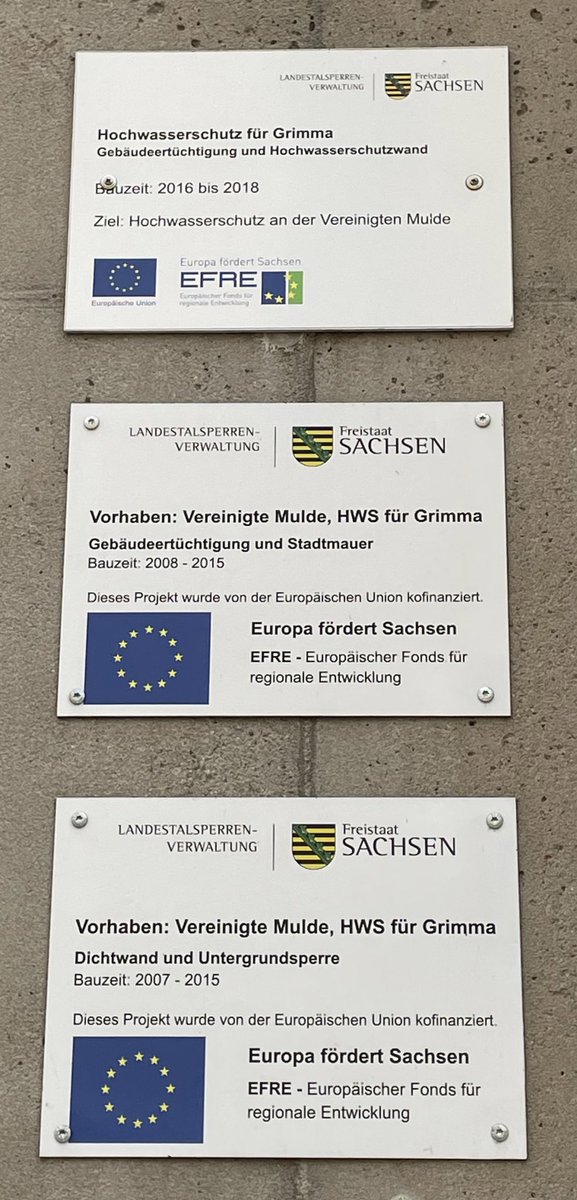 LANDESTALSPERREN-
VERWALTUNG
Freistaat
SACHSEN
Hochwasserschutz für Grimma
Gebäudeertüchtigung und Hochwasserschutzwand
Bauzeit: 2016 bis 2018
Ziel: Hochwasserschutz an der Vereinigten Mulde
Europäische Union
Europa fördert Sachsen.
EFRE
Europäischer Fonds für
regionale Entwicklung
LANDESTALSPERREN-
VERWALTUNG
Freistaat
SACHSEN
Vorhaben: Vereinigte Mulde, HWS für Grimma
Gebäudeertüchtigung und Stadtmauer
Bauzeit: 2008 - 2015
Dieses Projekt wurde von der Europäischen Union kofinanziert.
Europa fördert Sachsen
EFRE - Europäischer Fonds für
regionale Entwicklung
LANDESTALSPERREN-
VERWALTUNG
Freistaat
SACHSEN
Vorhaben: Vereinigte Mulde, HWS für Grimma
Dichtwand und Untergrundsperre
Bauzeit: 2007 - 2015
Dieses Projekt wurde von der Europäischen Union kofinanziert.
Europa fördert Sachsen
EFRE - Europäischer Fonds für
regionale Entwicklung